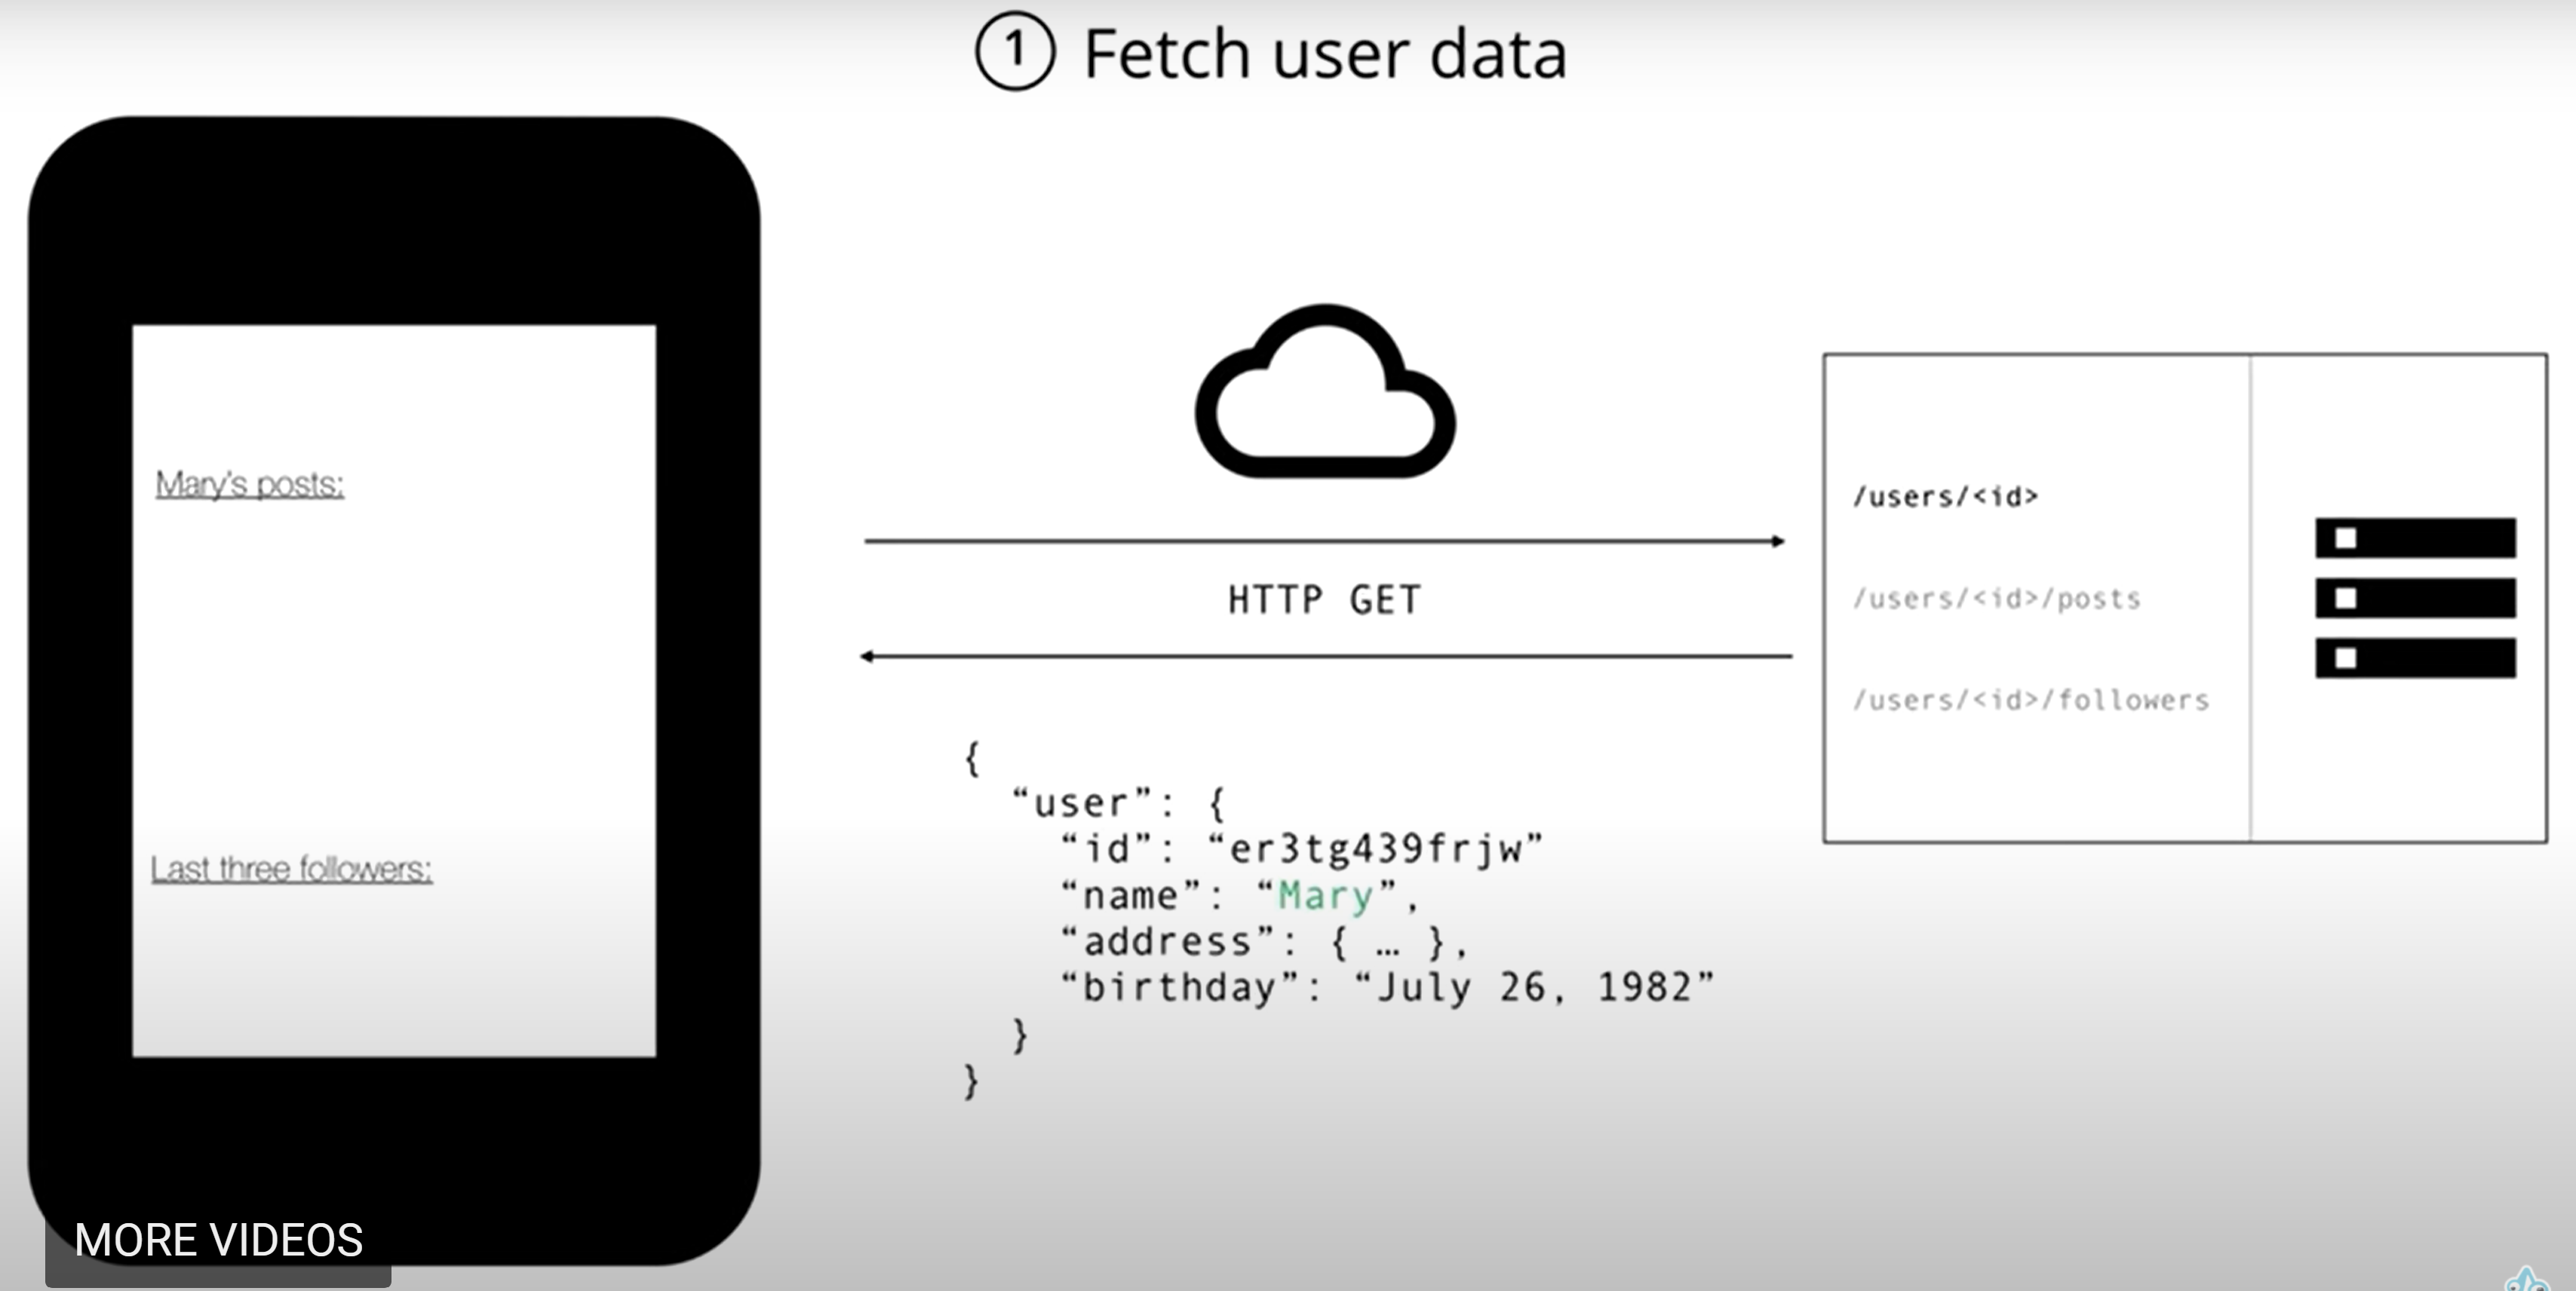 ① Fetch user data
Mary's posts:
Last three followers:
HTTP GET
{
“user”: {
“id”: “er3tg439frjw”
“name”: “Mary”,
“address”: { … },
“birthday”: “July 26, 1982”
}
}
/users/<id>
/users/<id>/posts
/users/<id>/followers
MORE VIDEOS